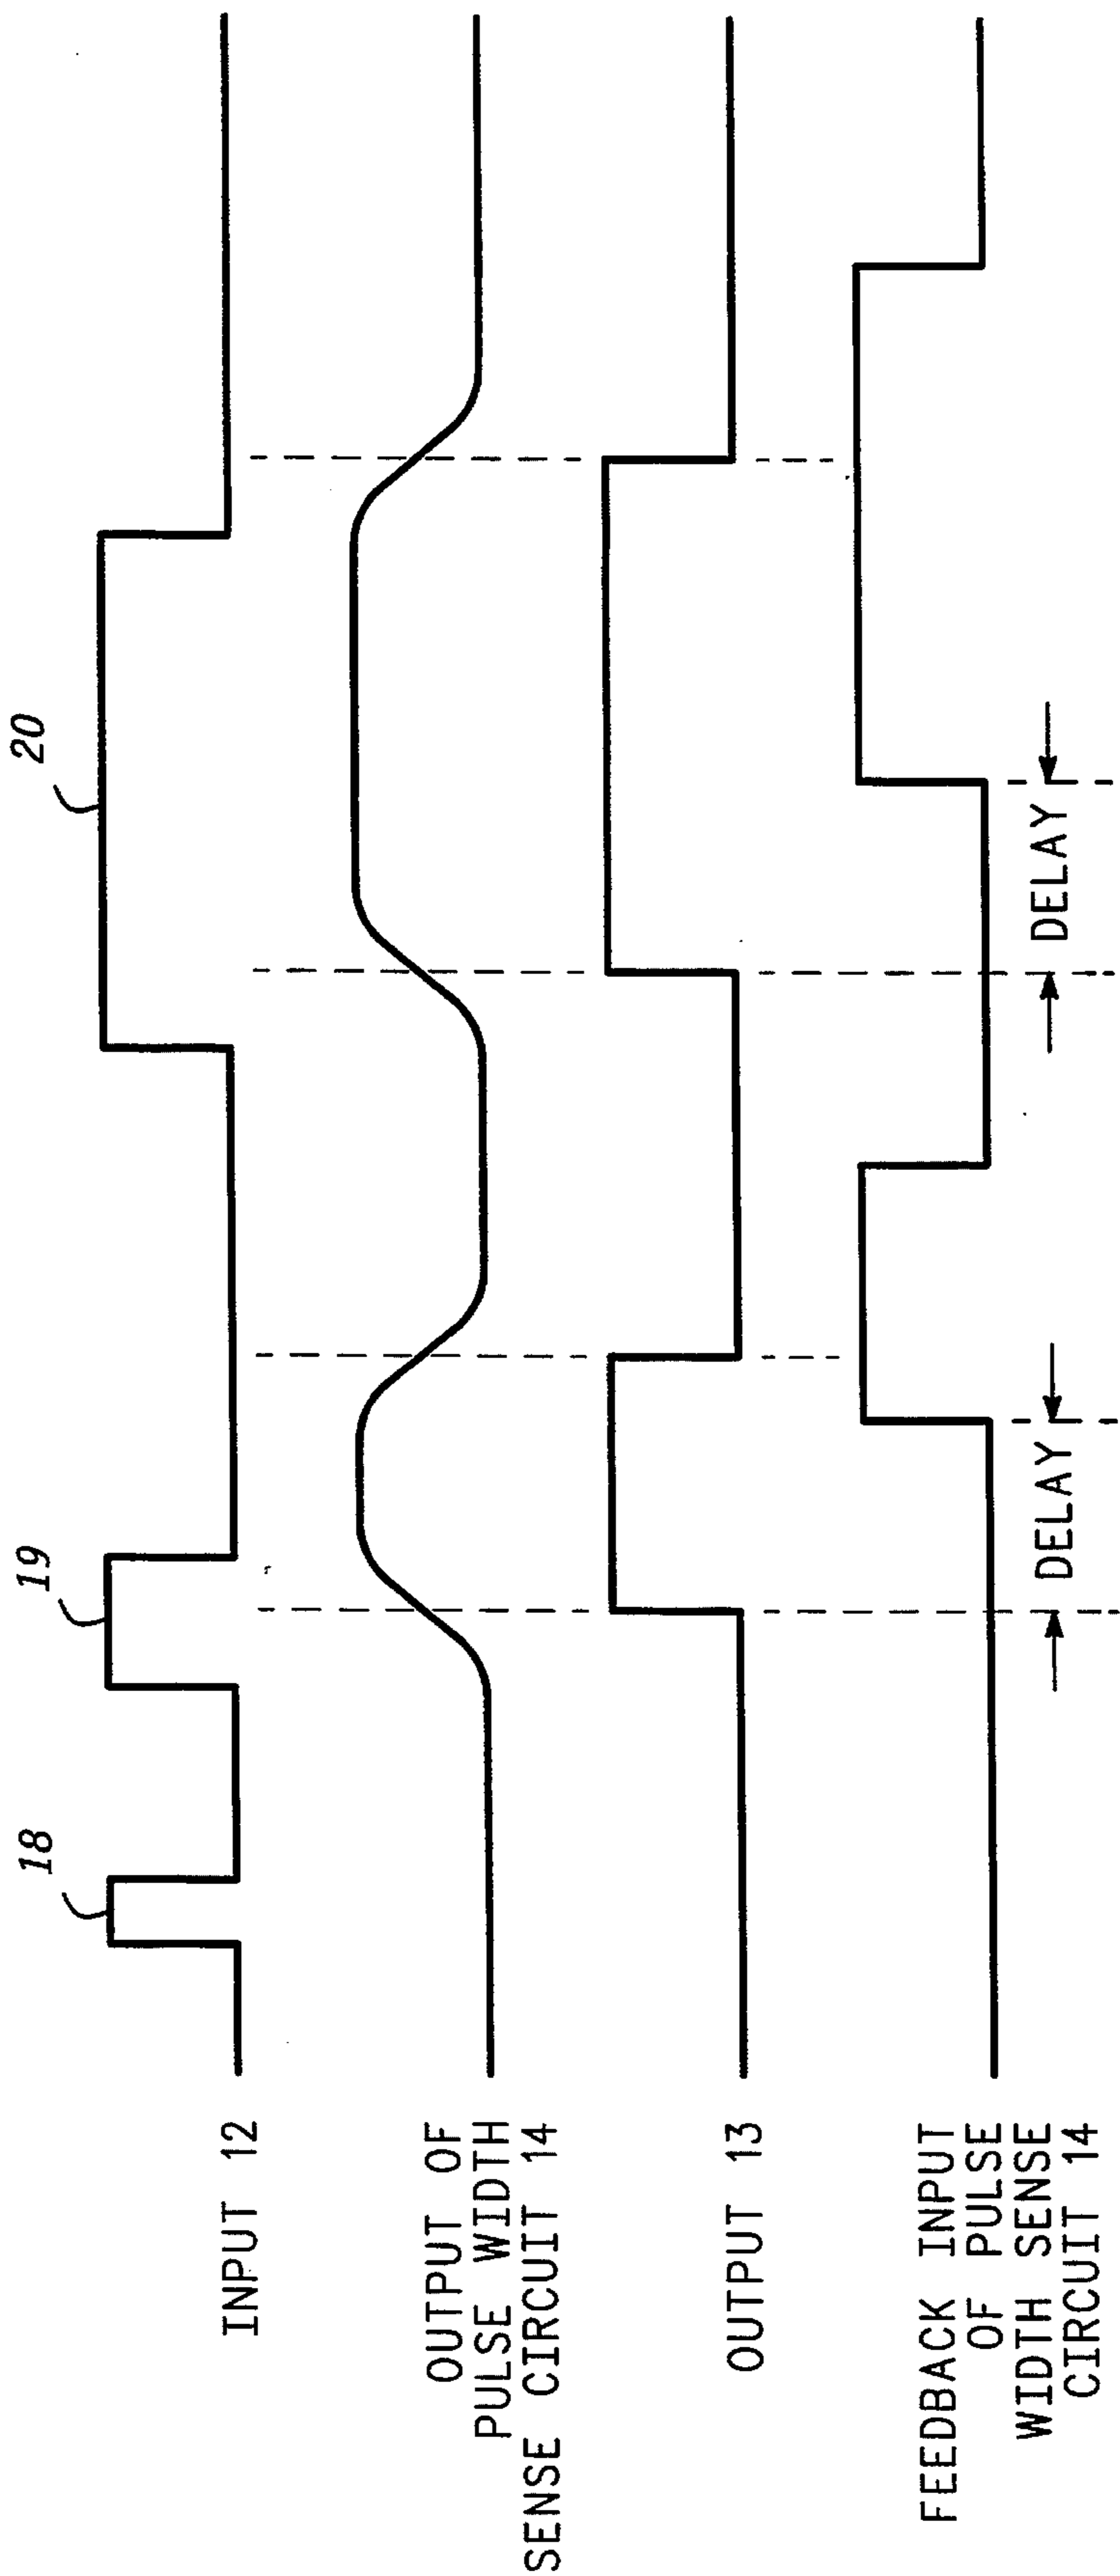 18
19
20
INPUT 12
OUTPUT OF
PULSE WIDTH
SENSE CIRCUIT 14
OUTPUT 13
FEEDBACK INPUT
OF PULSE
WIDTH SENSE
CIRCUIT 14
DELAY
DELAY